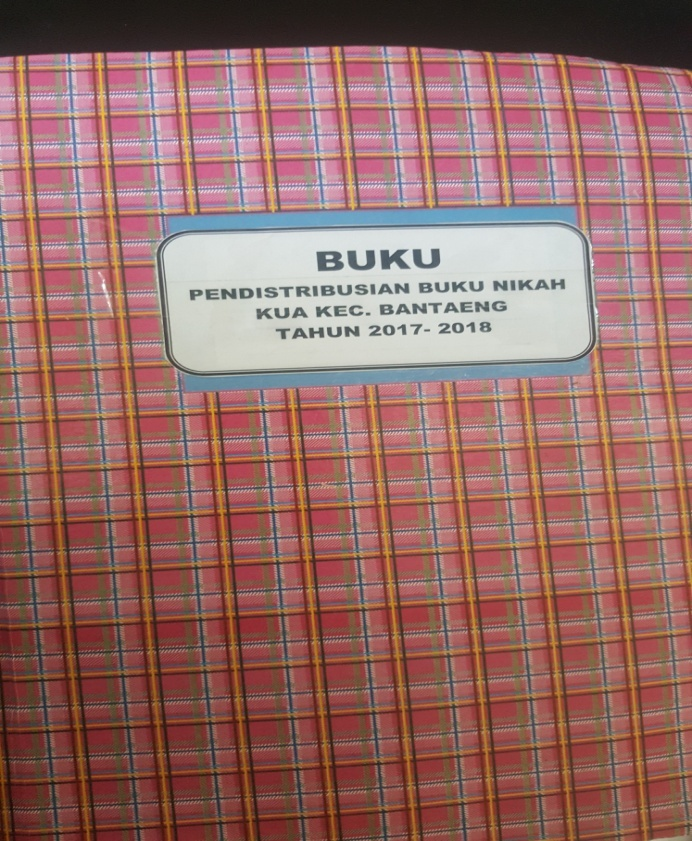 BUKU
PENDISTRIBUSIAN BUKU NIKAH
KUA KEC. BANTAENG
TAHUN 2017- 2018